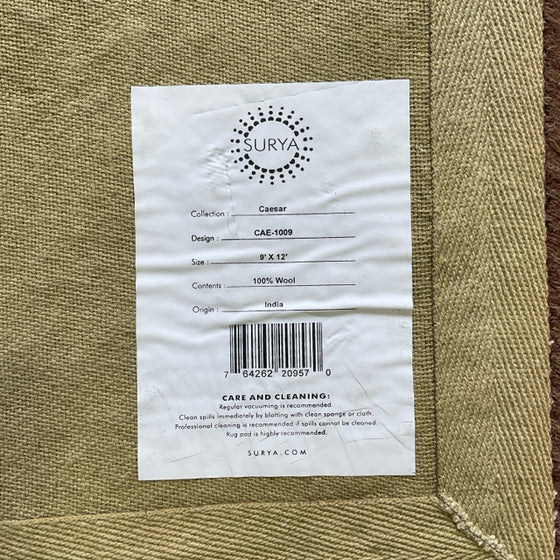 SURYA
Collection : Caesar
Design : CAE-1009
Size : 9' X 12'
Contents : 100% Wool
Origin : India
7 64262 20957 0
CARE AND CLEANING:
Regular vacuuming is recommended.
Clean spills immediately by blotting with clean sponge or cloth.
Professional cleaning is recommended if spills cannot be cleaned.
Rug pad is highly recommended.
SURYA.COM